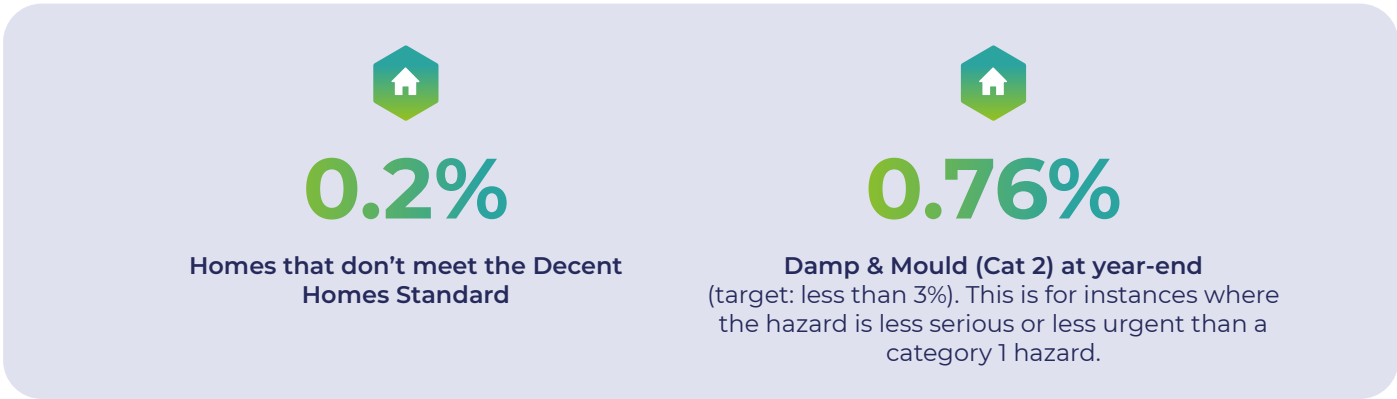 0.2%
Homes that don’t meet the Decent
Homes Standard
0.76%
Damp & Mould (Cat 2) at year-end
(target: less than 3%). This is for instances where
the hazard is less serious or less urgent than a
category 1 hazard.